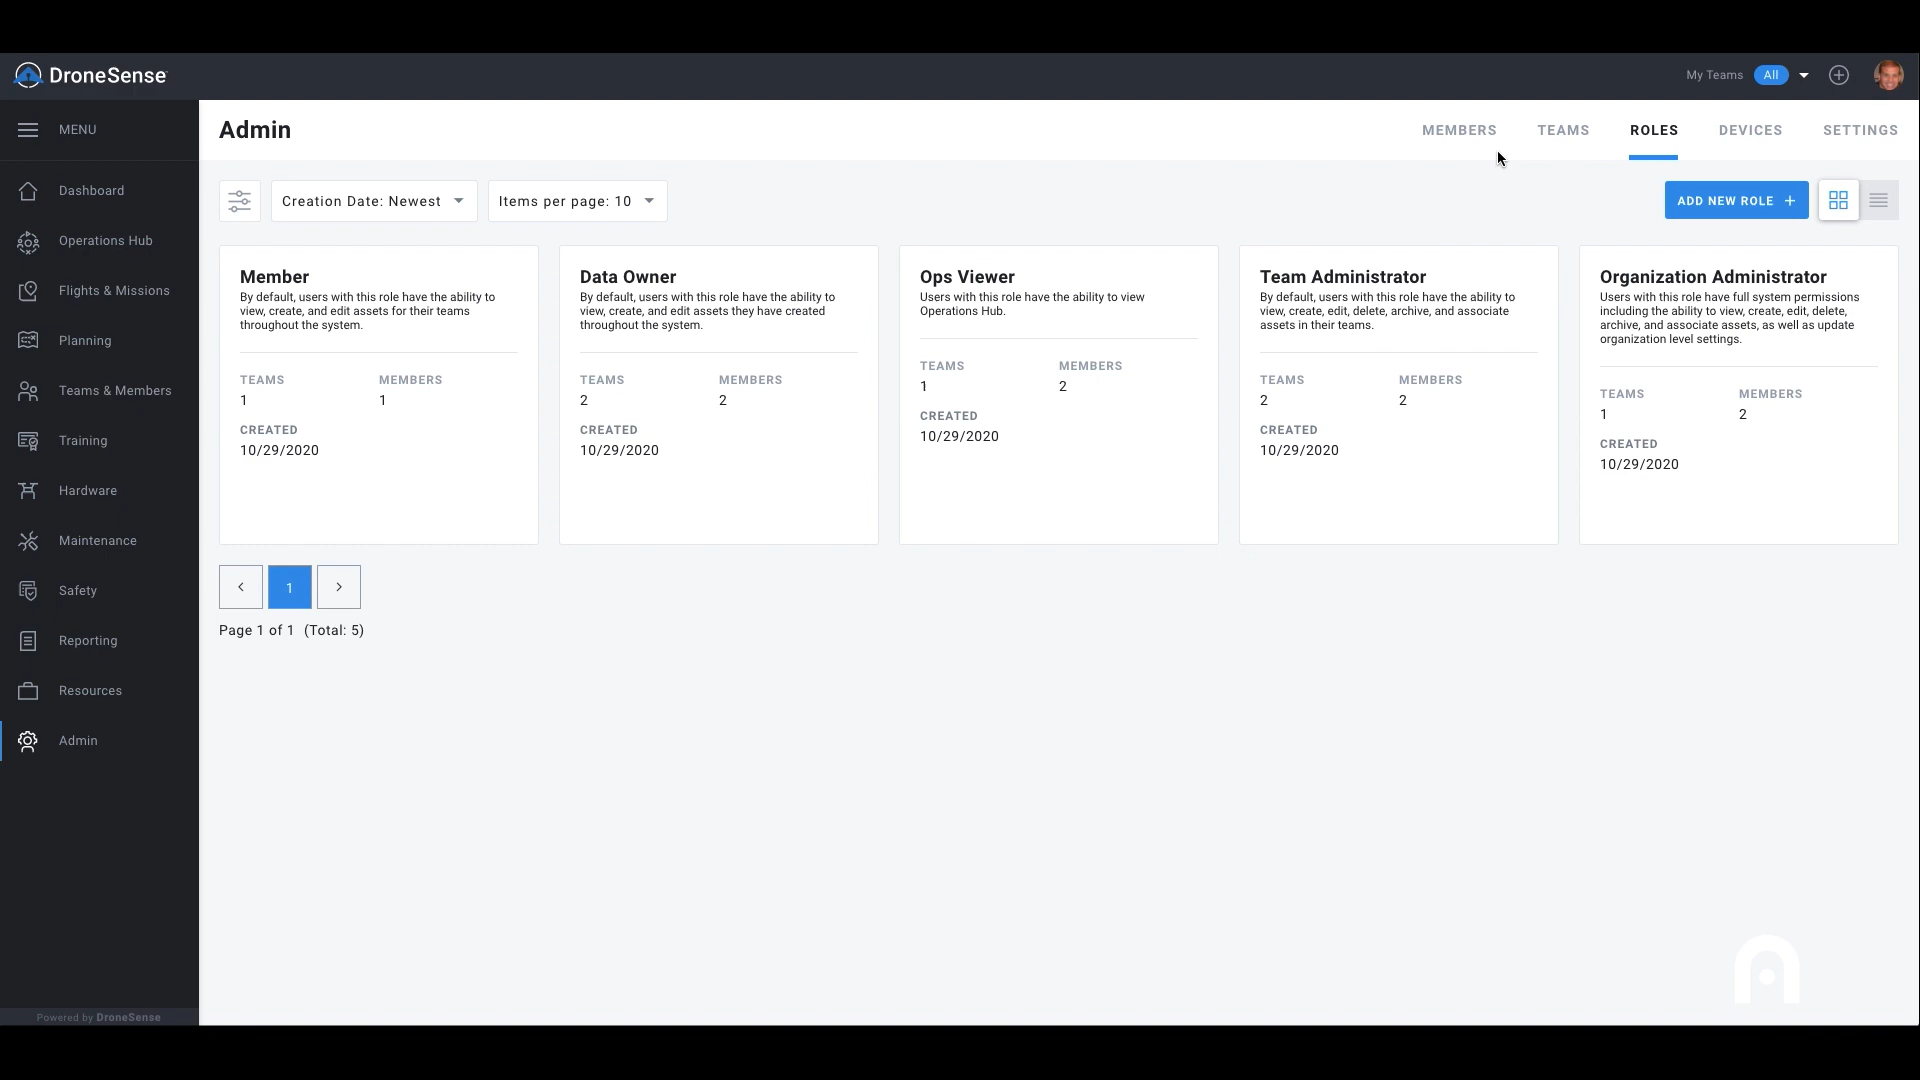 DroneSense
My Teams All
MENU
Admin
MEMBERS TEAMS ROLES DEVICES SETTINGS
Dashboard
Operations Hub
Flights & Missions
Planning
Teams & Members
Training
Hardware
Maintenance
Safety
Reporting
Resources
Admin
Powered by DroneSense
Creation Date: Newest
Items per page: 10
ADD NEW ROLE +
Member
By default, users with this role have the ability to
view, create, and edit assets for their teams
throughout the system.
TEAMS MEMBERS
1 1
CREATED
10/29/2020
Data Owner
By default, users with this role have the ability to
view, create, and edit assets they have created
throughout the system.
TEAMS MEMBERS
2 2
CREATED
10/29/2020
Ops Viewer
Users with this role have the ability to view
Operations Hub.
TEAMS MEMBERS
1 2
CREATED
10/29/2020
Team Administrator
By default, users with this role have the ability to
view, create, edit, delete, archive, and associate
assets in their teams.
TEAMS MEMBERS
2 2
CREATED
10/29/2020
Organization Administrator
Users with this role have full system permissions
including the ability to view, create, edit, delete,
archive, and associate assets, as well as update
organization level settings.
TEAMS MEMBERS
1 2
CREATED
10/29/2020
< 1 >
Page 1 of 1 (Total: 5)